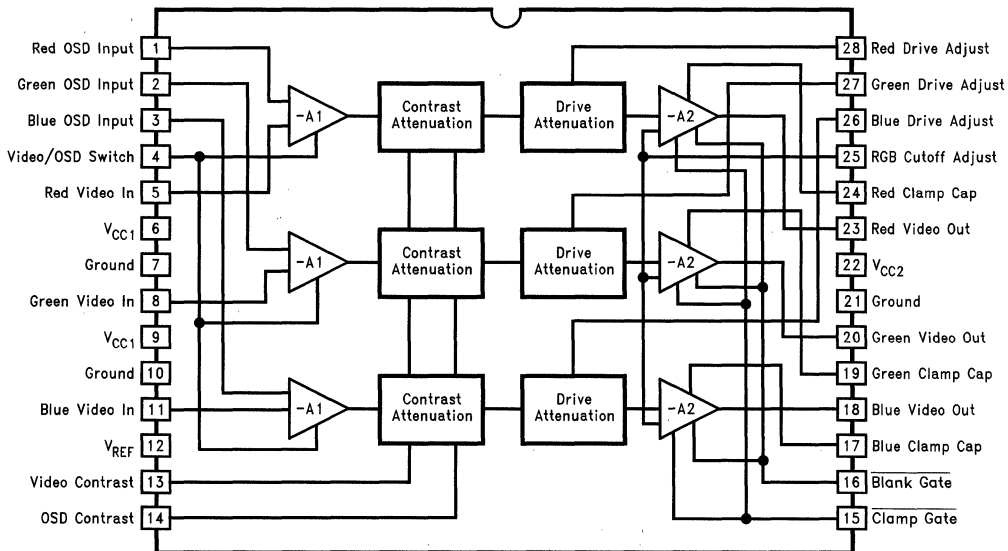 Red OSD Input 1
Green OSD Input 2
Blue OSD Input 3
Video/OSD Switch 4
Red Video In 5
VCC1 6
Ground 7
Green Video In 8
VCC1 9
Ground 10
Blue Video In 11
VREF 12
Video Contrast 13
OSD Contrast 14
-A1
Contrast
Attenuation
Drive
Attenuation
-A2
-A1
Contrast
Attenuation
Drive
Attenuation
-A2
-A1
Contrast
Attenuation
Drive
Attenuation
-A2
28 Red Drive Adjust
27 Green Drive Adjust
26 Blue Drive Adjust
25 RGB Cutoff Adjust
24 Red Clamp Cap
23 Red Video Out
22 VCC2
21 Ground
20 Green Video Out
19 Green Clamp Cap
18 Blue Video Out
17 Blue Clamp Cap
16 Blank Gate
15 Clamp Gate